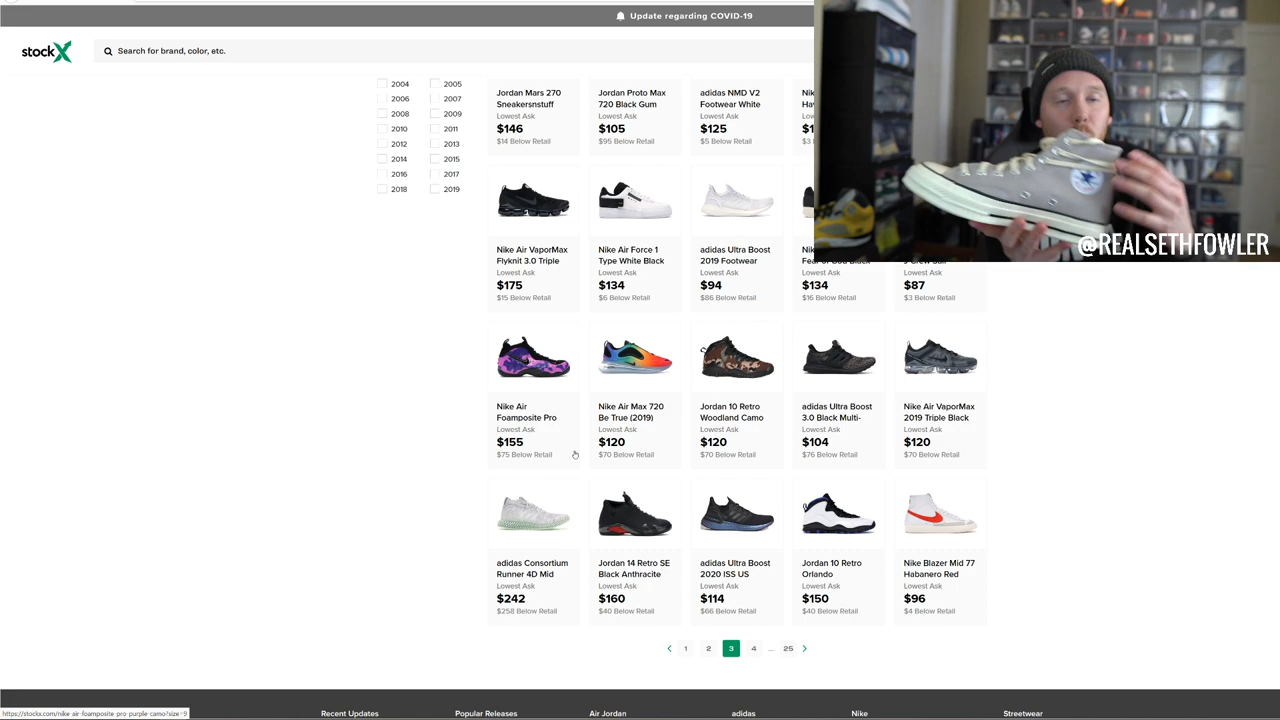 Update regarding COVID-19
stockX
Search for brand, color, etc.
2004 2005
2006 2007
2008 2009
2010 2011
2012 2013
2014 2015
2016 2017
2018 2019
Jordan Mars 270
Sneakersnstuff
Lowest Ask
$146
$14 Below Retail
Jordan Proto Max
720 Black Gum
Lowest Ask
$105
$95 Below Retail
adidas NMD V2
Footwear White
Lowest Ask
$125
$5 Below Retail
Lowest
@REALSETHFOWLER
Nike Air VaporMax
Flyknit 3.0 Triple
Lowest Ask
$175
$15 Below Retail
Nike Air Force 1
Type White Black
Lowest Ask
$134
$6 Below Retail
adidas Ultra Boost
2019 Footwear
Lowest Ask
$94
$86 Below Retail
Lowest Ask
$134
$16 Below Retail
Lowest Ask
$87
$3 Below Retail
Nike Air
Foamposite Pro
Lowest Ask
$155
$75 Below Retail
Nike Air Max 720
Be True (2019)
Lowest Ask
$120
$70 Below Retail
Jordan 10 Retro
Woodland Camo
Lowest Ask
$120
$70 Below Retail
adidas Ultra Boost
3.0 Black Multi-
Lowest Ask
$104
$76 Below Retail
Nike Air VaporMax
2019 Triple Black
Lowest Ask
$120
$70 Below Retail
adidas Consortium
Runner 4D Mid
Lowest Ask
$242
$258 Below Retail
Jordan 14 Retro SE
Black Anthracite
Lowest Ask
$160
$40 Below Retail
adidas Ultra Boost
2020 ISS US
Lowest Ask
$114
$66 Below Retail
Jordan 10 Retro
Orlando
Lowest Ask
$150
$40 Below Retail
Nike Blazer Mid 77
Habanero Red
Lowest Ask
$96
$4 Below Retail
1 2 3 4 ... 25
Recent Updates Popular Releases Air Jordan adidas Nike Streetwear
https://stockx.com/nike-air-foamposite-pro-purple-camo?size=9